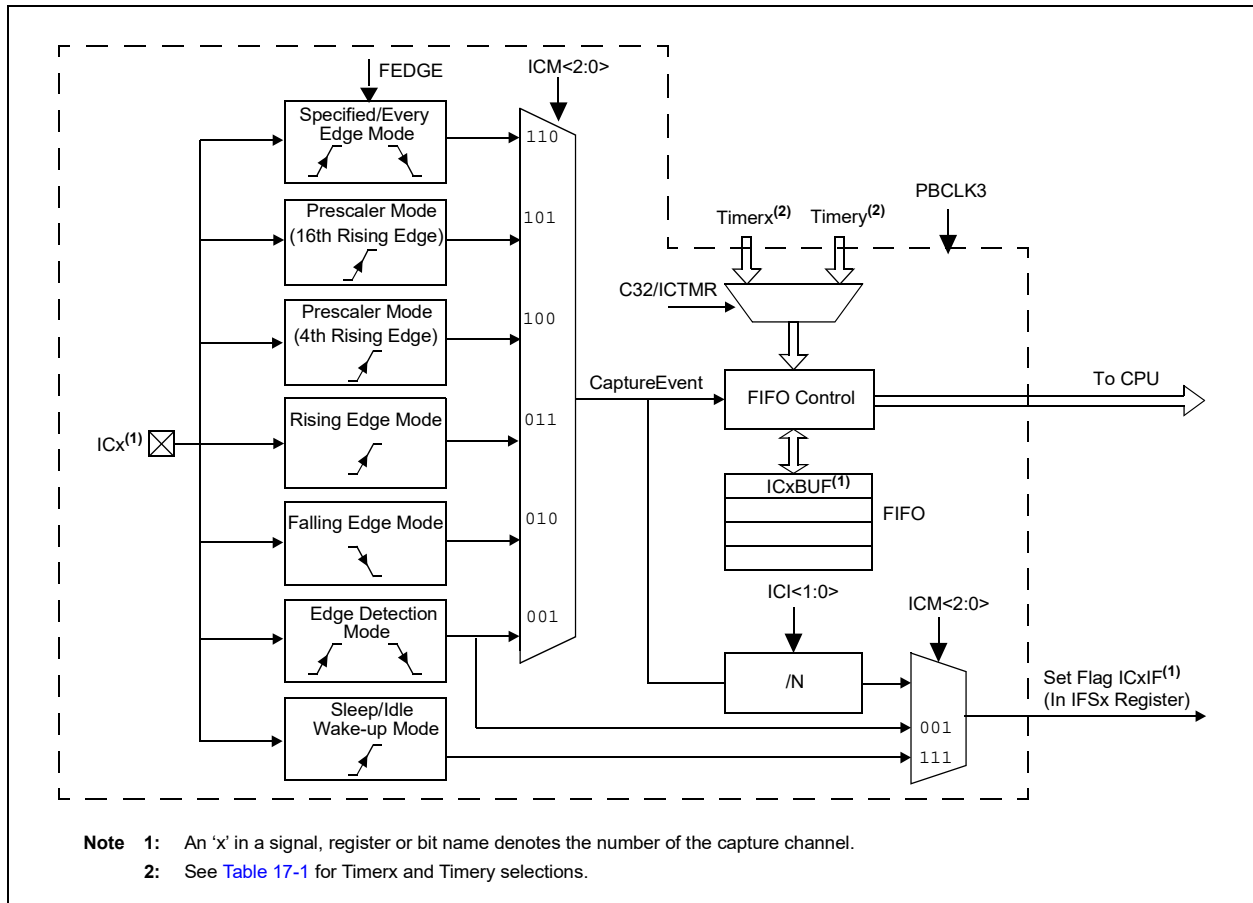 FEDGE
ICM<2:0>
Specified/Every
Edge Mode
110
Prescaler Mode
(16th Rising Edge)
101
Prescaler Mode
(4th Rising Edge)
100
Rising Edge Mode
011
Falling Edge Mode
010
Edge Detection
Mode
001
Sleep/Idle
Wake-up Mode
ICx(1)
PBCLK3
Timerx(2) Timery(2)
C32/ICTMR
CaptureEvent
FIFO Control
To CPU
ICxBUF(1)
FIFO
ICI<1:0>
ICM<2:0>
/N
001
111
Set Flag ICxIF(1)
(In IFSx Register)
Note 1: An ‘x’ in a signal, register or bit name denotes the number of the capture channel.
2: See Table 17-1 for Timerx and Timery selections.